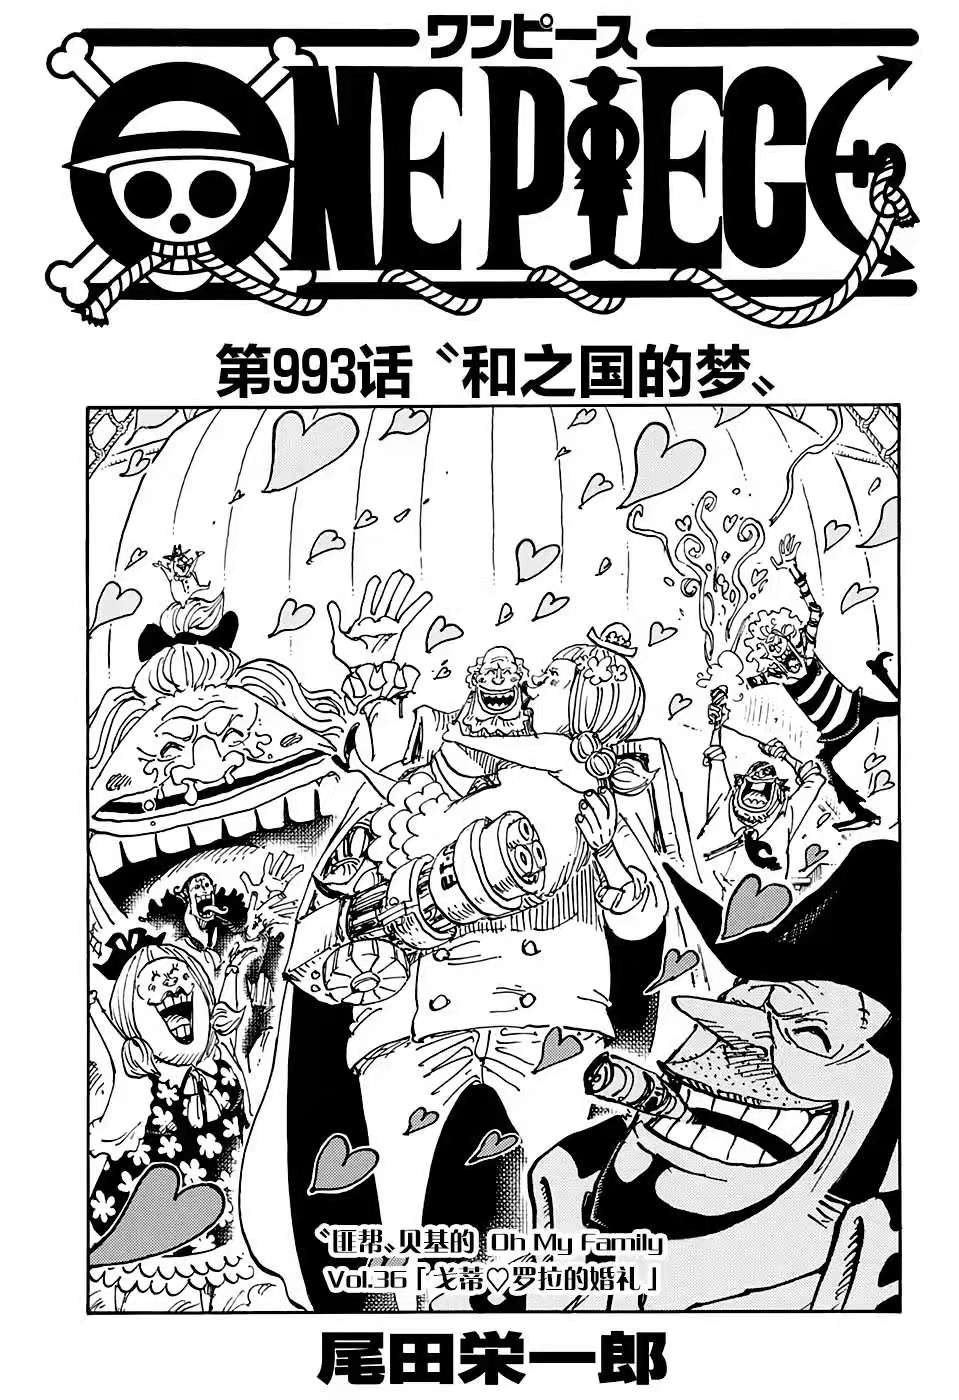 ワンピース
ONE PIECE
第993话〝和之国的梦〟
〝匪帮〟贝基的 Oh My Family
Vol.36「戈蒂♡罗拉的婚礼」
尾田栄一郎